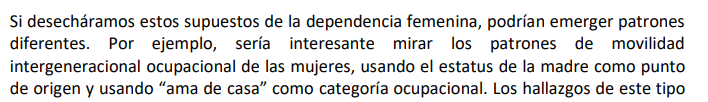 Si desecháramos estos supuestos de la dependencia femenina, podrían emerger patrones
diferentes. Por ejemplo, sería interesante mirar los patrones de movilidad
intergeneracional ocupacional de las mujeres, usando el estatus de la madre como punto
de origen y usando “ama de casa” como categoría ocupacional. Los hallazgos de este tipo